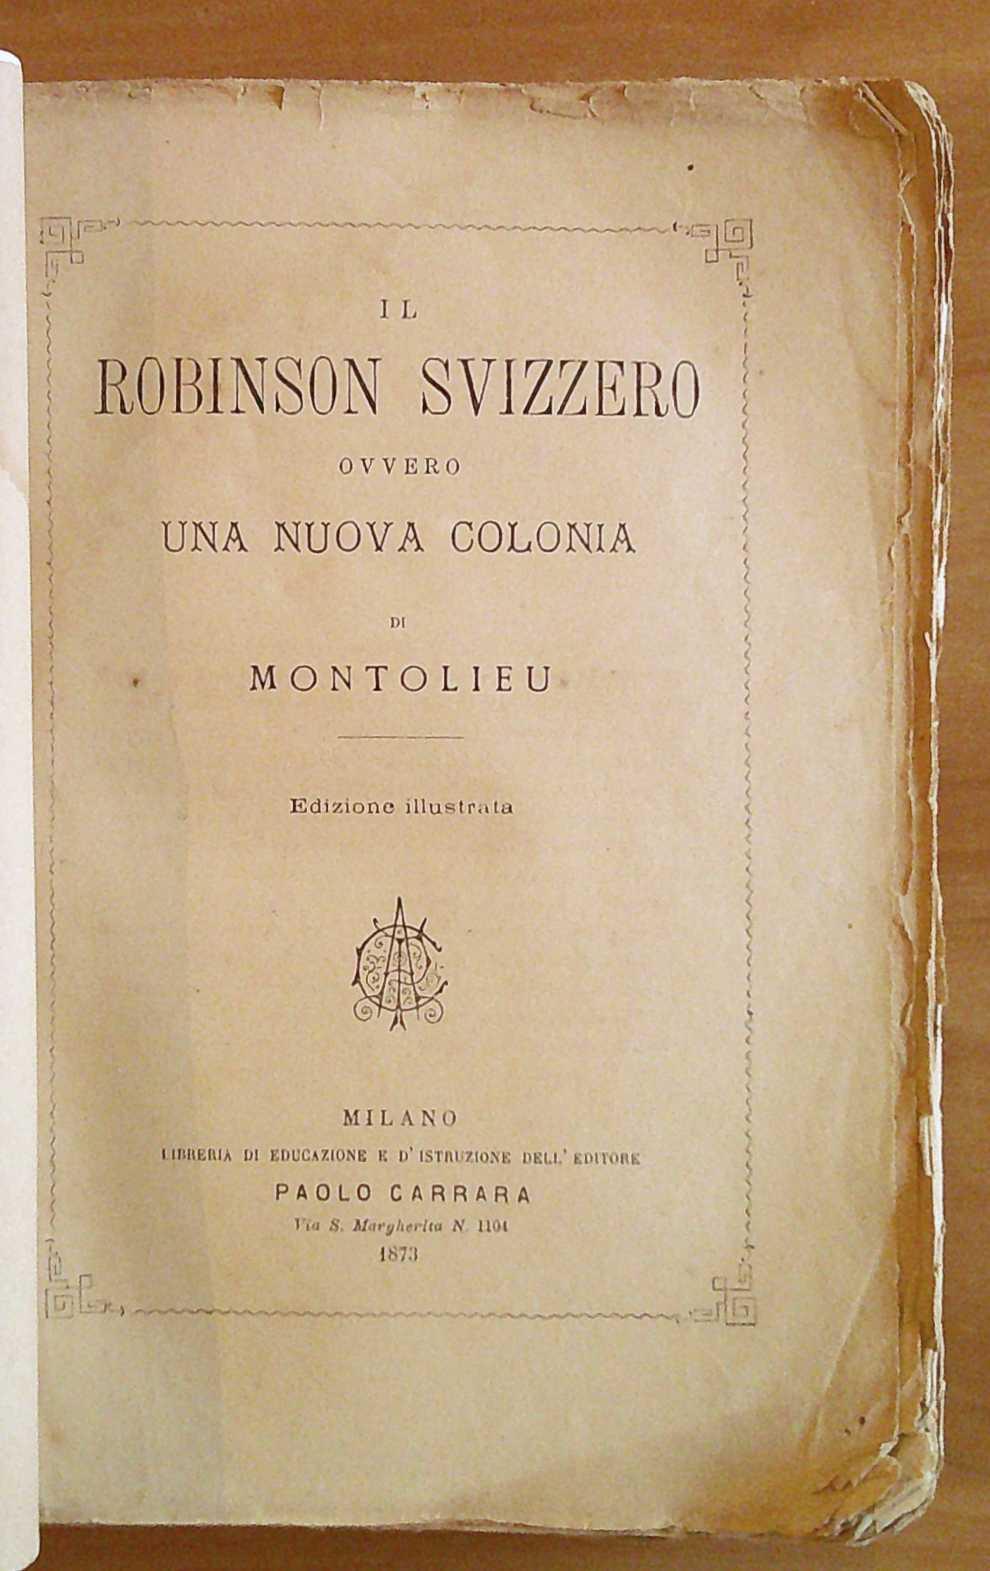 IL
ROBINSON SVIZZERO
OVVERO
UNA NUOVA COLONIA
DI
MONTOLIEU
Edizione illustrata
MILANO
LIBRERIA DI EDUCAZIONE E D'ISTRUZIONE DELL'EDITORE
PAOLO CARRARA
Via S. Margherita N. 1104
1873